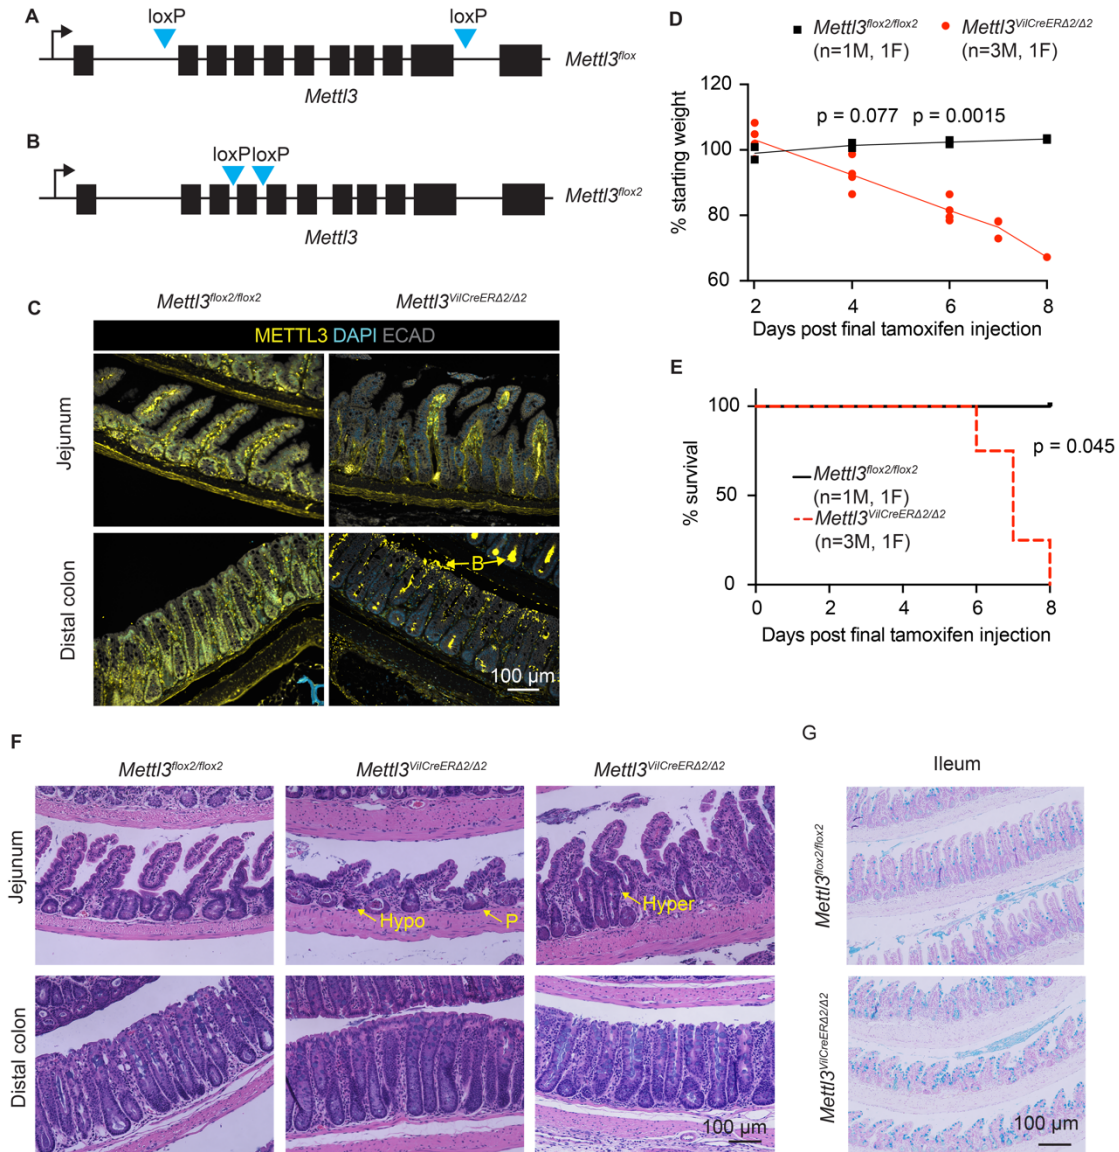 A
loxP
loxP
Mettl3flox
Mettl3
B
loxP loxP
Mettl3flox2
Mettl3
C
Mettl3flox2/flox2
Mettl3VilCreERΔ2/Δ2
METTL3 DAPI ECAD
Jejunum
Distal colon
B
100 µm
D
Mettl3flox2/flox2
(n=1M, 1F)
Mettl3VilCreERΔ2/Δ2
(n=3M, 1F)
120
100
80
60
% starting weight
p = 0.077
p = 0.0015
2
4
6
8
Days post final tamoxifen injection
E
100
50
0
% survival
p = 0.045
Mettl3flox2/flox2
(n=1M, 1F)
Mettl3VilCreERΔ2/Δ2
(n=3M, 1F)
0
2
4
6
8
Days post final tamoxifen injection
F
Mettl3flox2/flox2
Mettl3VilCreERΔ2/Δ2
Mettl3VilCreERΔ2/Δ2
Jejunum
Hypo
P
Hyper
Distal colon
100 µm
G
Ileum
Mettl3flox2/flox2
Mettl3VilCreERΔ2/Δ2
100 µm